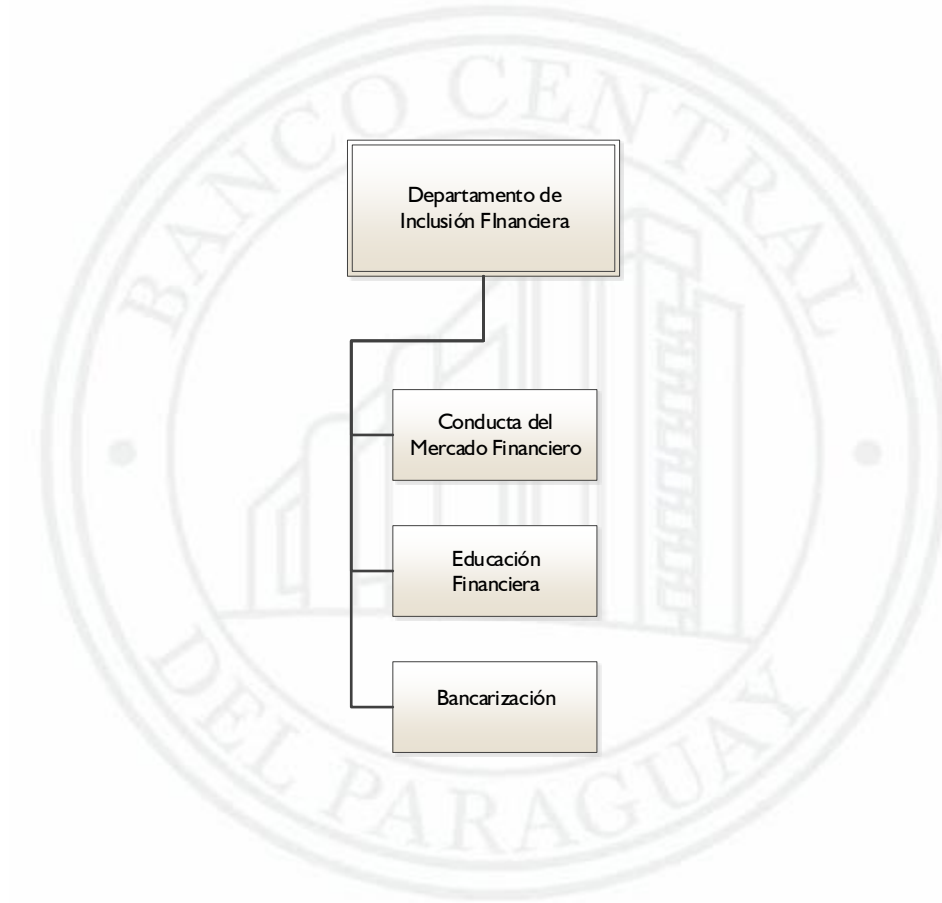 BANCO CENTRAL
DEL PARAGUAY
Departamento de
Inclusión FInanciera
Conducta del
Mercado Financiero
Educación
Financiera
Bancarización